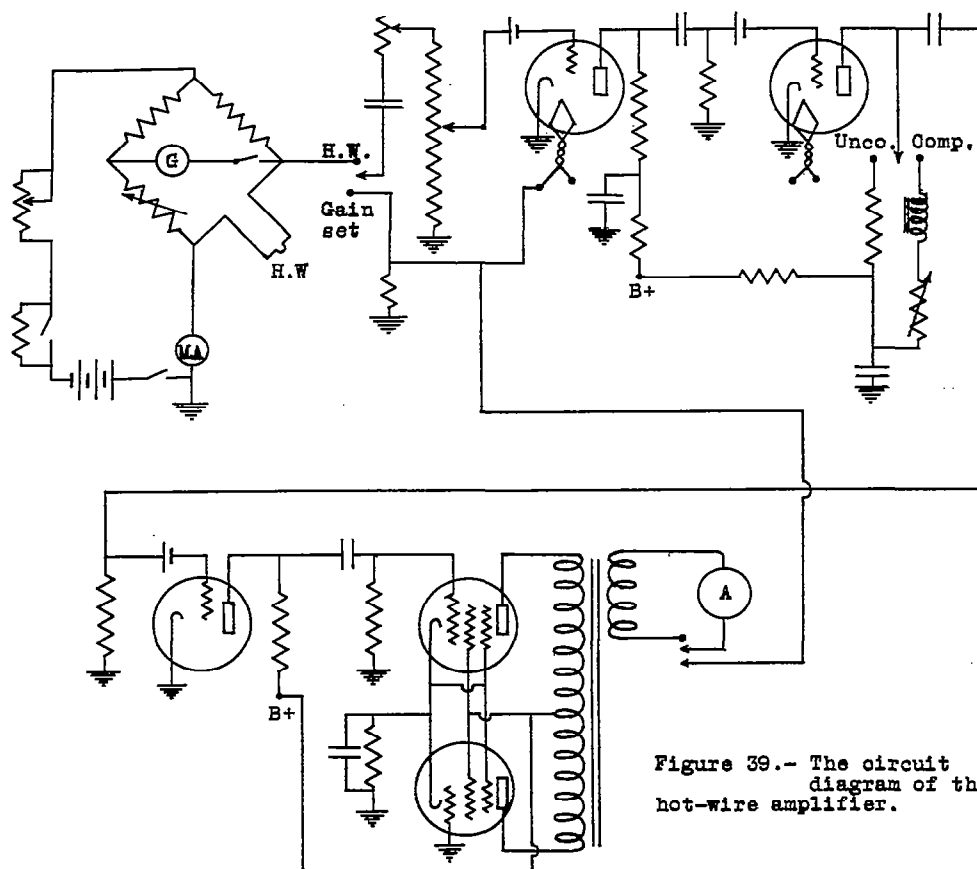 Unco. Comp.
G
H.W.
Gain
set
H.W
B+
MA
A
B+
Figure 39.- The circuit
diagram of th
hot-wire amplifier.